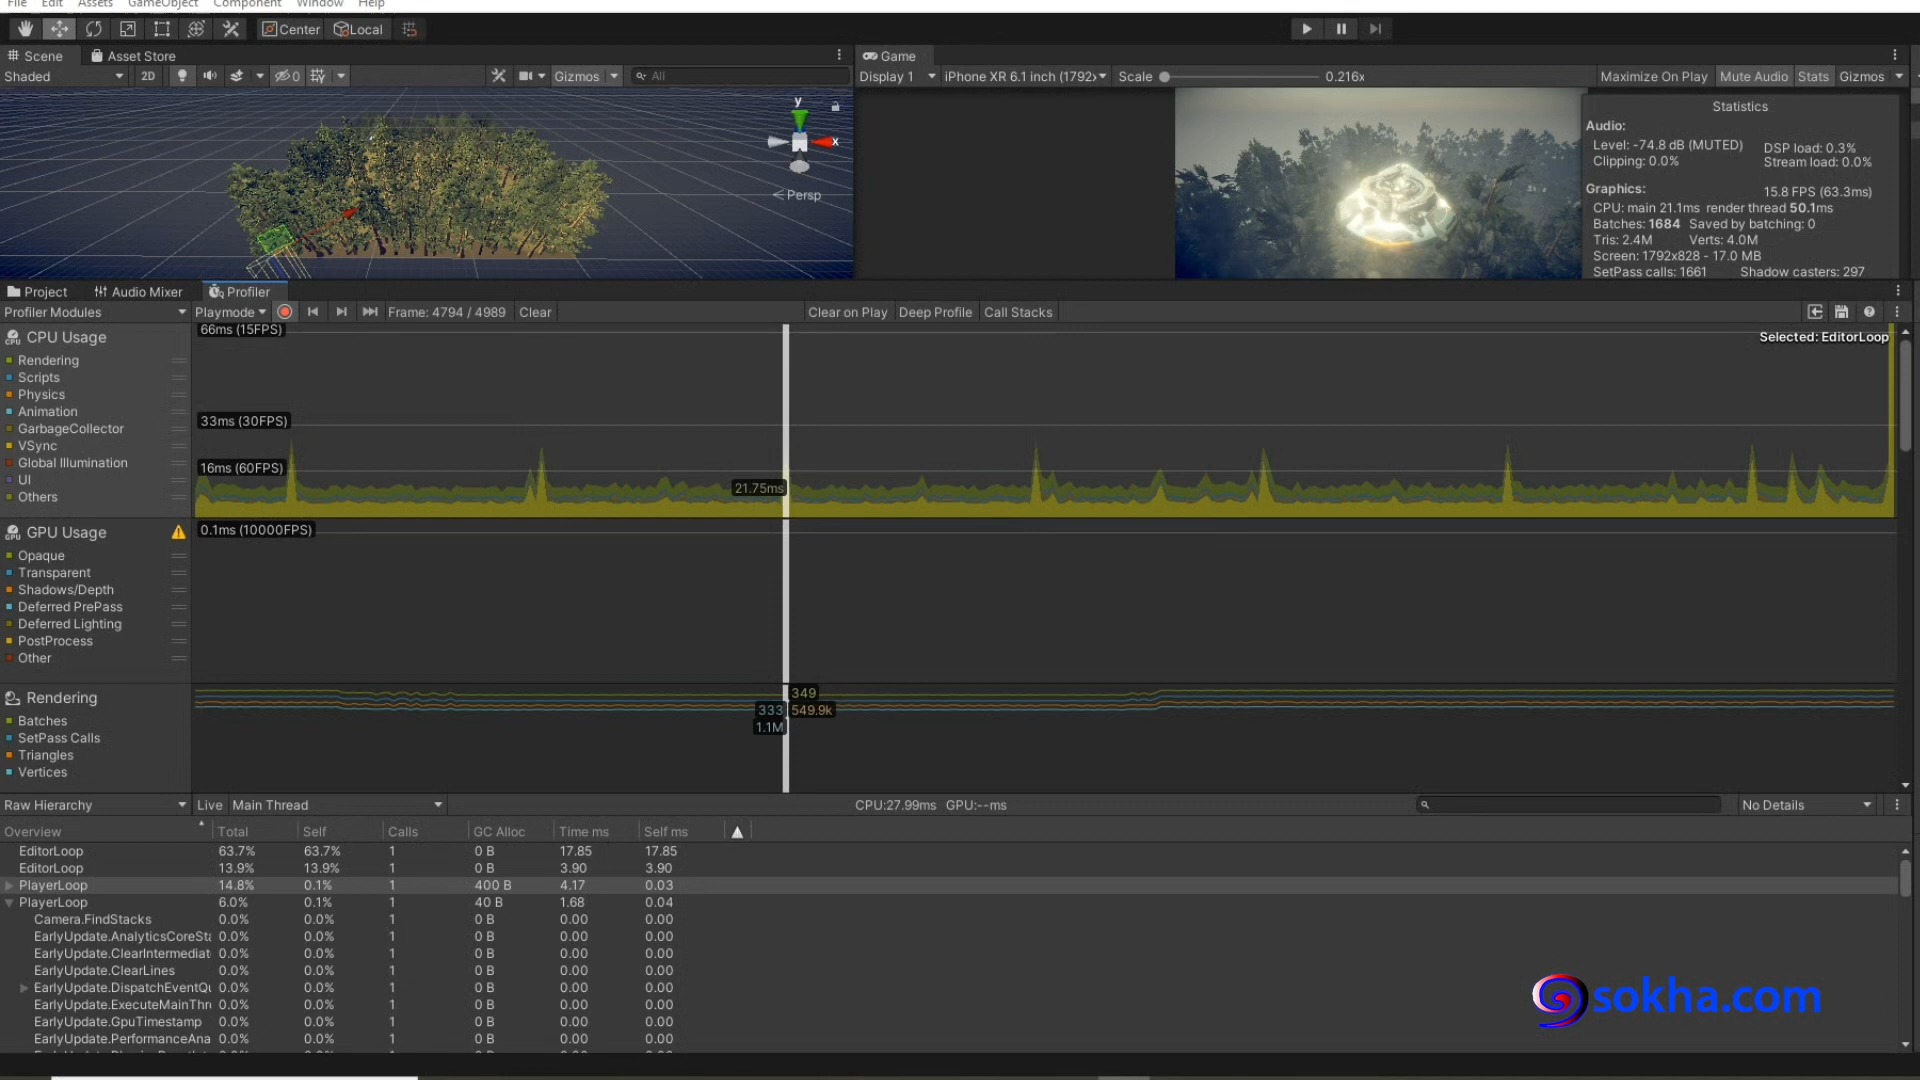 File Edit Assets GameObject Component Window Help
Center Local
Scene Asset Store
Shaded 2D 0 Gizmos All
y
x
Persp
Game
Display 1 iPhone XR 6.1 inch (1792x Scale 0.216x Maximize On Play Mute Audio Stats Gizmos
Statistics
Audio:
Level: -74.8 dB (MUTED) DSP load: 0.3%
Clipping: 0.0% Stream load: 0.0%
Graphics: 15.8 FPS (63.3ms)
CPU: main 21.1ms render thread 50.1ms
Batches: 1684 Saved by batching: 0
Tris: 2.4M Verts: 4.0M
Screen: 1792x828 - 17.0 MB
SetPass calls: 1661 Shadow casters: 297
Project Audio Mixer Profiler
Profiler Modules Playmode Frame: 4794 / 4989 Clear Clear on Play Deep Profile Call Stacks
CPU Usage
Rendering
Scripts
Physics
Animation
GarbageCollector
VSync
Global Illumination
UI
Others
66ms (15FPS)
33ms (30FPS)
16ms (60FPS)
21.75ms
Selected: EditorLoop
GPU Usage
Opaque
Transparent
Shadows/Depth
Deferred PrePass
Deferred Lighting
PostProcess
Other
0.1ms (10000FPS)
Rendering
Batches
SetPass Calls
Triangles
Vertices
349
333 549.9k
1.1M
Raw Hierarchy Live Main Thread CPU:27.99ms GPU:--ms No Details
Overview Total Self Calls GC Alloc Time ms Self ms
EditorLoop 63.7% 63.7% 1 0 B 17.85 17.85
EditorLoop 13.9% 13.9% 1 0 B 3.90 3.90
PlayerLoop 14.8% 0.1% 1 400 B 4.17 0.03
PlayerLoop 6.0% 0.1% 1 40 B 1.68 0.04
Camera.FindStacks 0.0% 0.0% 1 0 B 0.00 0.00
EarlyUpdate.AnalyticsCoreSta 0.0% 0.0% 1 0 B 0.00 0.00
EarlyUpdate.ClearIntermediat 0.0% 0.0% 1 0 B 0.00 0.00
EarlyUpdate.ClearLines 0.0% 0.0% 1 0 B 0.00 0.00
EarlyUpdate.DispatchEventQu 0.0% 0.0% 1 0 B 0.00 0.00
EarlyUpdate.ExecuteMainThre 0.0% 0.0% 1 0 B 0.00 0.00
EarlyUpdate.GpuTimestamp 0.0% 0.0% 1 0 B 0.00 0.00
EarlyUpdate.PerformanceAna 0.0% 0.0% 1 0 B 0.00 0.00
sokha.com